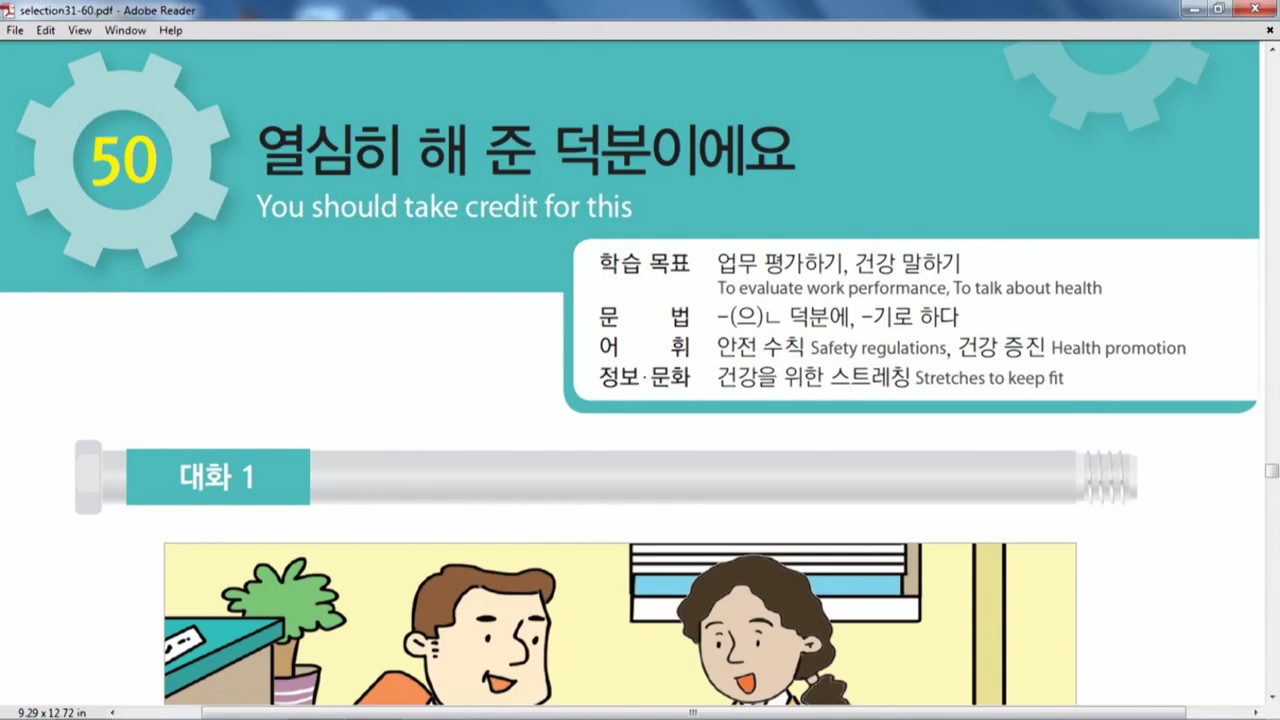 selection31-60.pdf - Adobe Reader
File Edit View Window Help
50
열심히 해 준 덕분이에요
You should take credit for this
학습 목표 업무 평가하기, 건강 말하기
To evaluate work performance, To talk about health
문 법 -(으)ㄴ 덕분에, -기로 하다
어 휘 안전 수칙 Safety regulations, 건강 증진 Health promotion
정보·문화 건강을 위한 스트레칭 Stretches to keep fit
대화 1
9.29 x 12.72 in